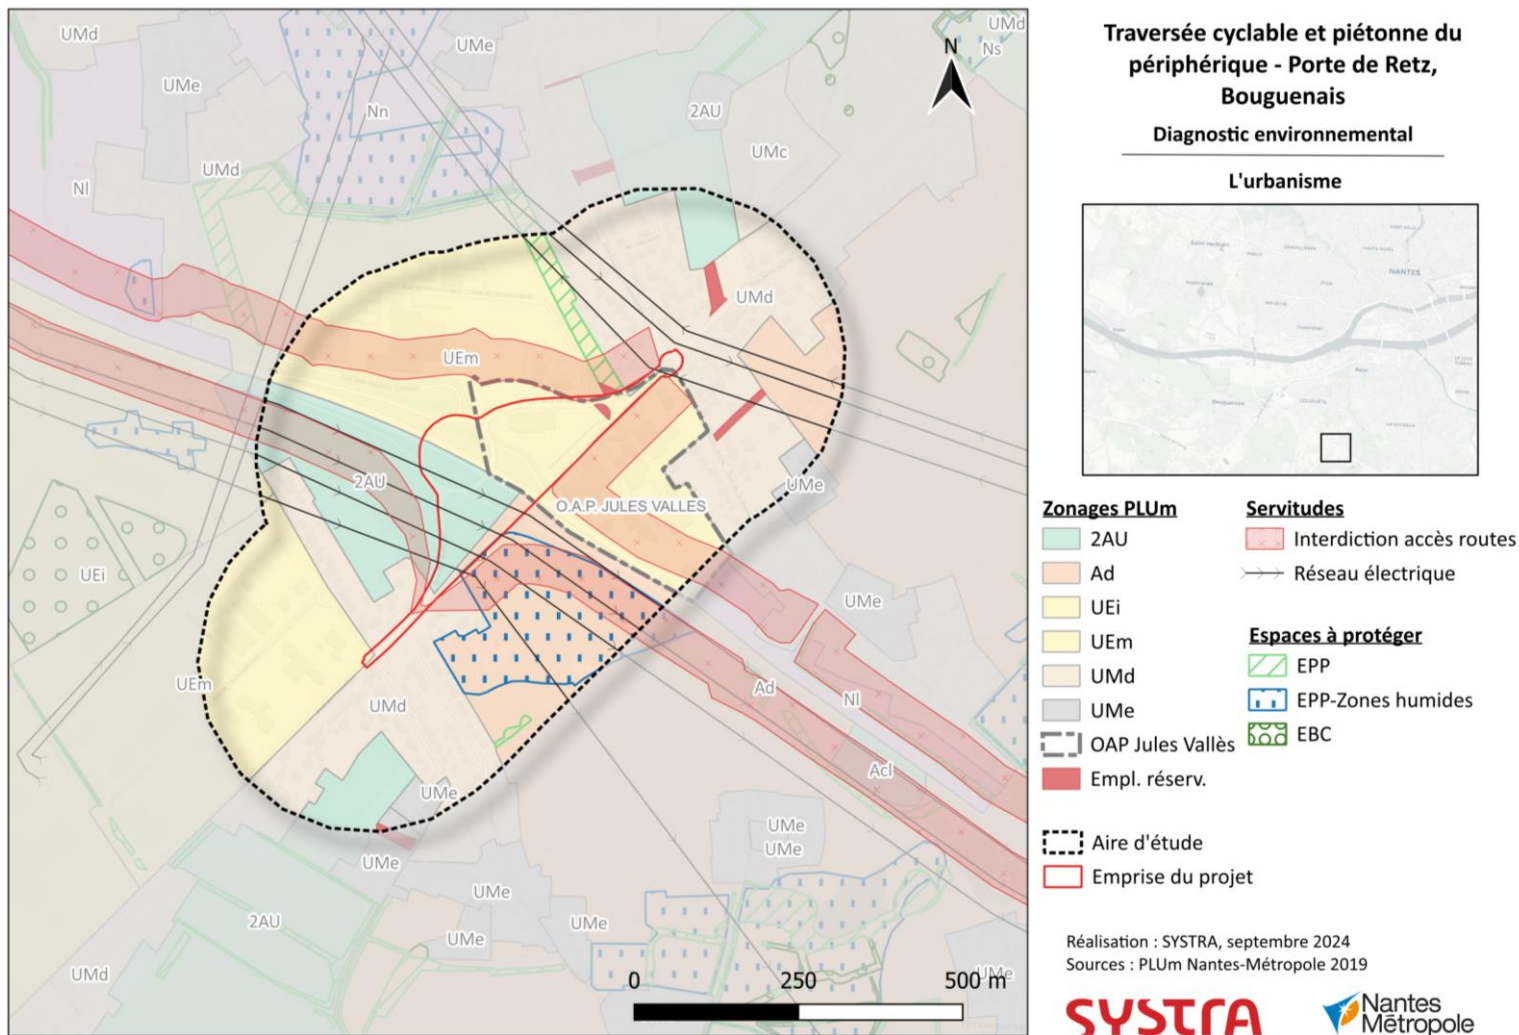 UMd
UMe
UMd
Ns
UMe
Nn
2AU
UMc
UMd
Nl
UMd
UEm
2AU
UMe
O.A.P. JULES VALLES
UEi
UMe
UEm
Ad
Nl
UMd
Acl
UMe
UMe
UMe
UMe
UMe
2AU
UMe
UMe
UMd
UMe
N
0 250 500 m
Traversée cyclable et piétonne du
périphérique - Porte de Retz,
Bouguenais
Diagnostic environnemental
L'urbanisme
NANTES
Bouguenais
Zonages PLUm
2AU
Ad
UEi
UEm
UMd
UMe
OAP Jules Vallès
Empl. réserv.
Servitudes
Interdiction accès routes
Réseau électrique
Espaces à protéger
EPP
EPP-Zones humides
EBC
Aire d'étude
Emprise du projet
Réalisation : SYSTRA, septembre 2024
Sources : PLUm Nantes-Métropole 2019
SYSTRA
Nantes
Métropole